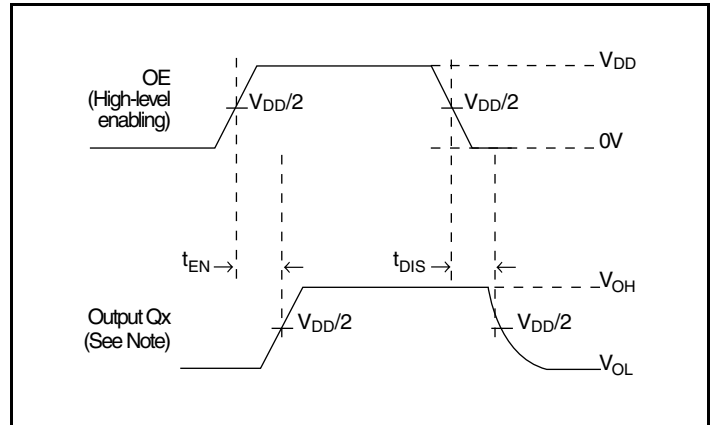 OE
(High-level
enabling)
VDD/2
VDD/2
VDD
0V
tEN
tDIS
Output Qx
(See Note)
VDD/2
VDD/2
VOH
VOL